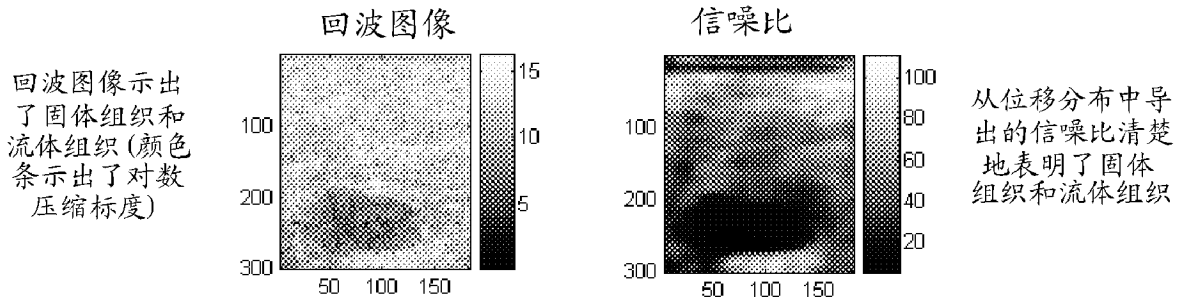 回波图像
信噪比
回波图像示出
了固体组织和
流体组织(颜色
条示出了对数
压缩标度)
100
200
300
50 100 150
15
10
5
100
200
300
50 100 150
100
80
60
40
20
从位移分布中导
出的信噪比清楚
地表明了固体
组织和流体组织